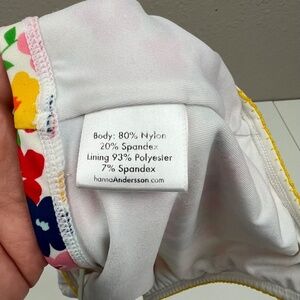 Body: 80% Nylon
20% Spandex
Lining 93% Polyester
7% Spandex
hannaAndersson.com